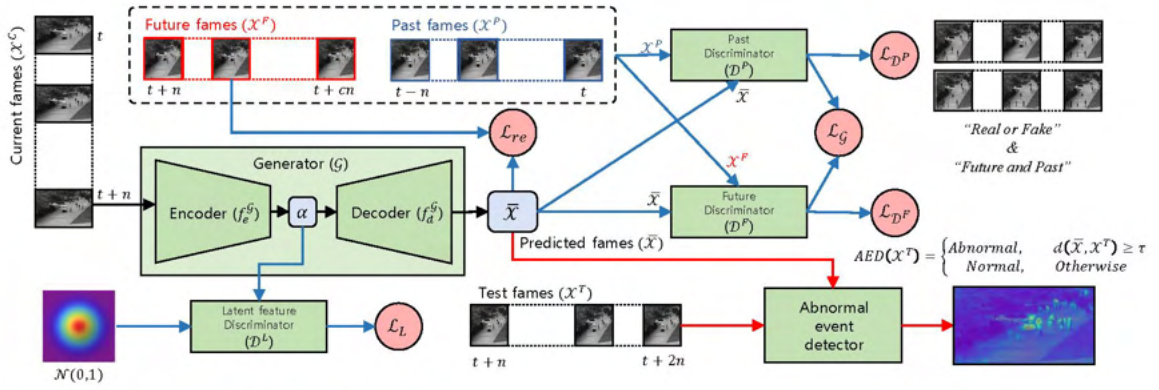 Current fames (𝒳^C)
t
t + n
Future fames (𝒳^F)
t + n
t + cn
Past fames (𝒳^P)
t − n
t
ℒ_re
Generator (𝒢)
Encoder (f_e^𝒢)
α
Decoder (f_d^𝒢)
X̅
Predicted fames (X̅)
𝒳^P
Past
Discriminator
(𝒟^P)
X̅
𝒳^F
X̅
Future
Discriminator
(𝒟^F)
ℒ_𝒟^P
ℒ_𝒢
ℒ_𝒟^F
"Real or Fake"
&
"Future and Past"
AED(𝒳^T) = {Abnormal, d(X̅, 𝒳^T) ≥ τ
Normal, Otherwise
𝒩(0,1)
Latent feature
Discriminator
(𝒟^L)
ℒ_L
Test fames (𝒳^T)
t + n
t + 2n
Abnormal
event
detector